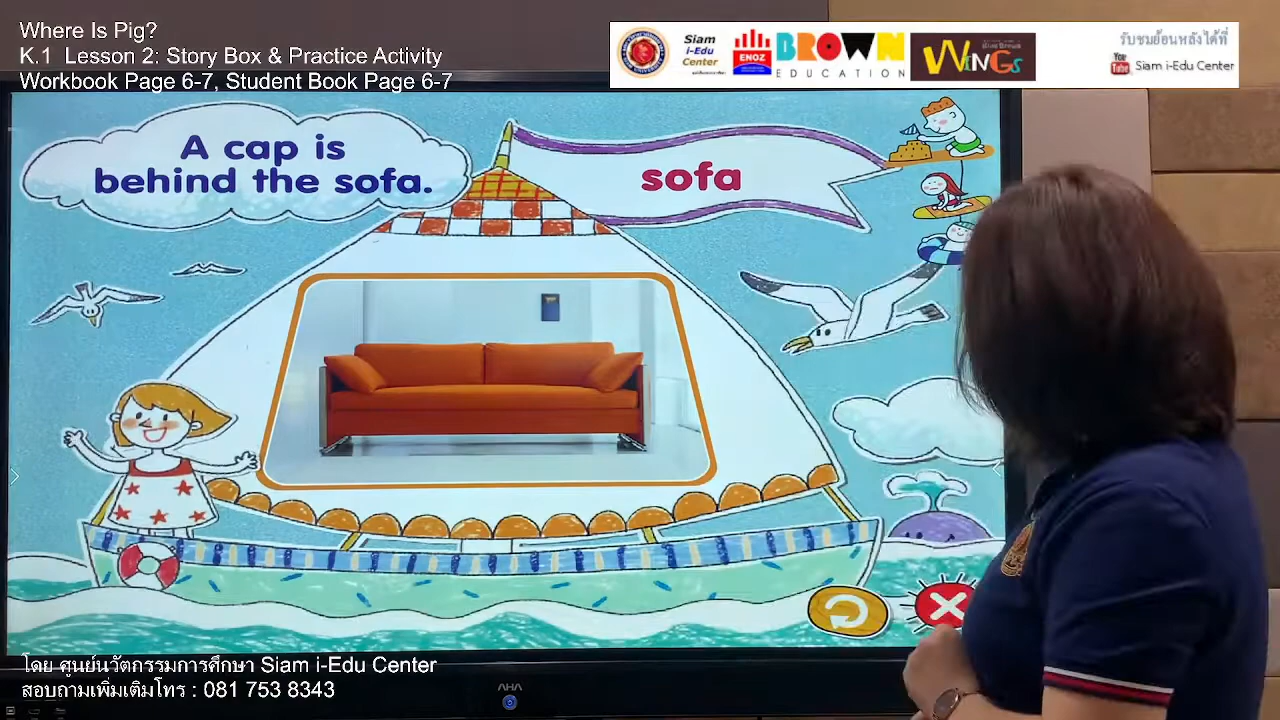 Where Is Pig?
K.1 Lesson 2: Story Box & Practice Activity
Workbook Page 6-7, Student Book Page 6-7
Siam
i-Edu
Center
ENOZ
BROWN
EDUCATION
WiNGs
รับชมย้อนหลังได้ที่
You Tube Siam i-Edu Center
A cap is
behind the sofa.
sofa
โดย ศูนย์นวัตกรรมการศึกษา Siam i-Edu Center
สอบถามเพิ่มเติมโทร : 081 753 8343
AHA